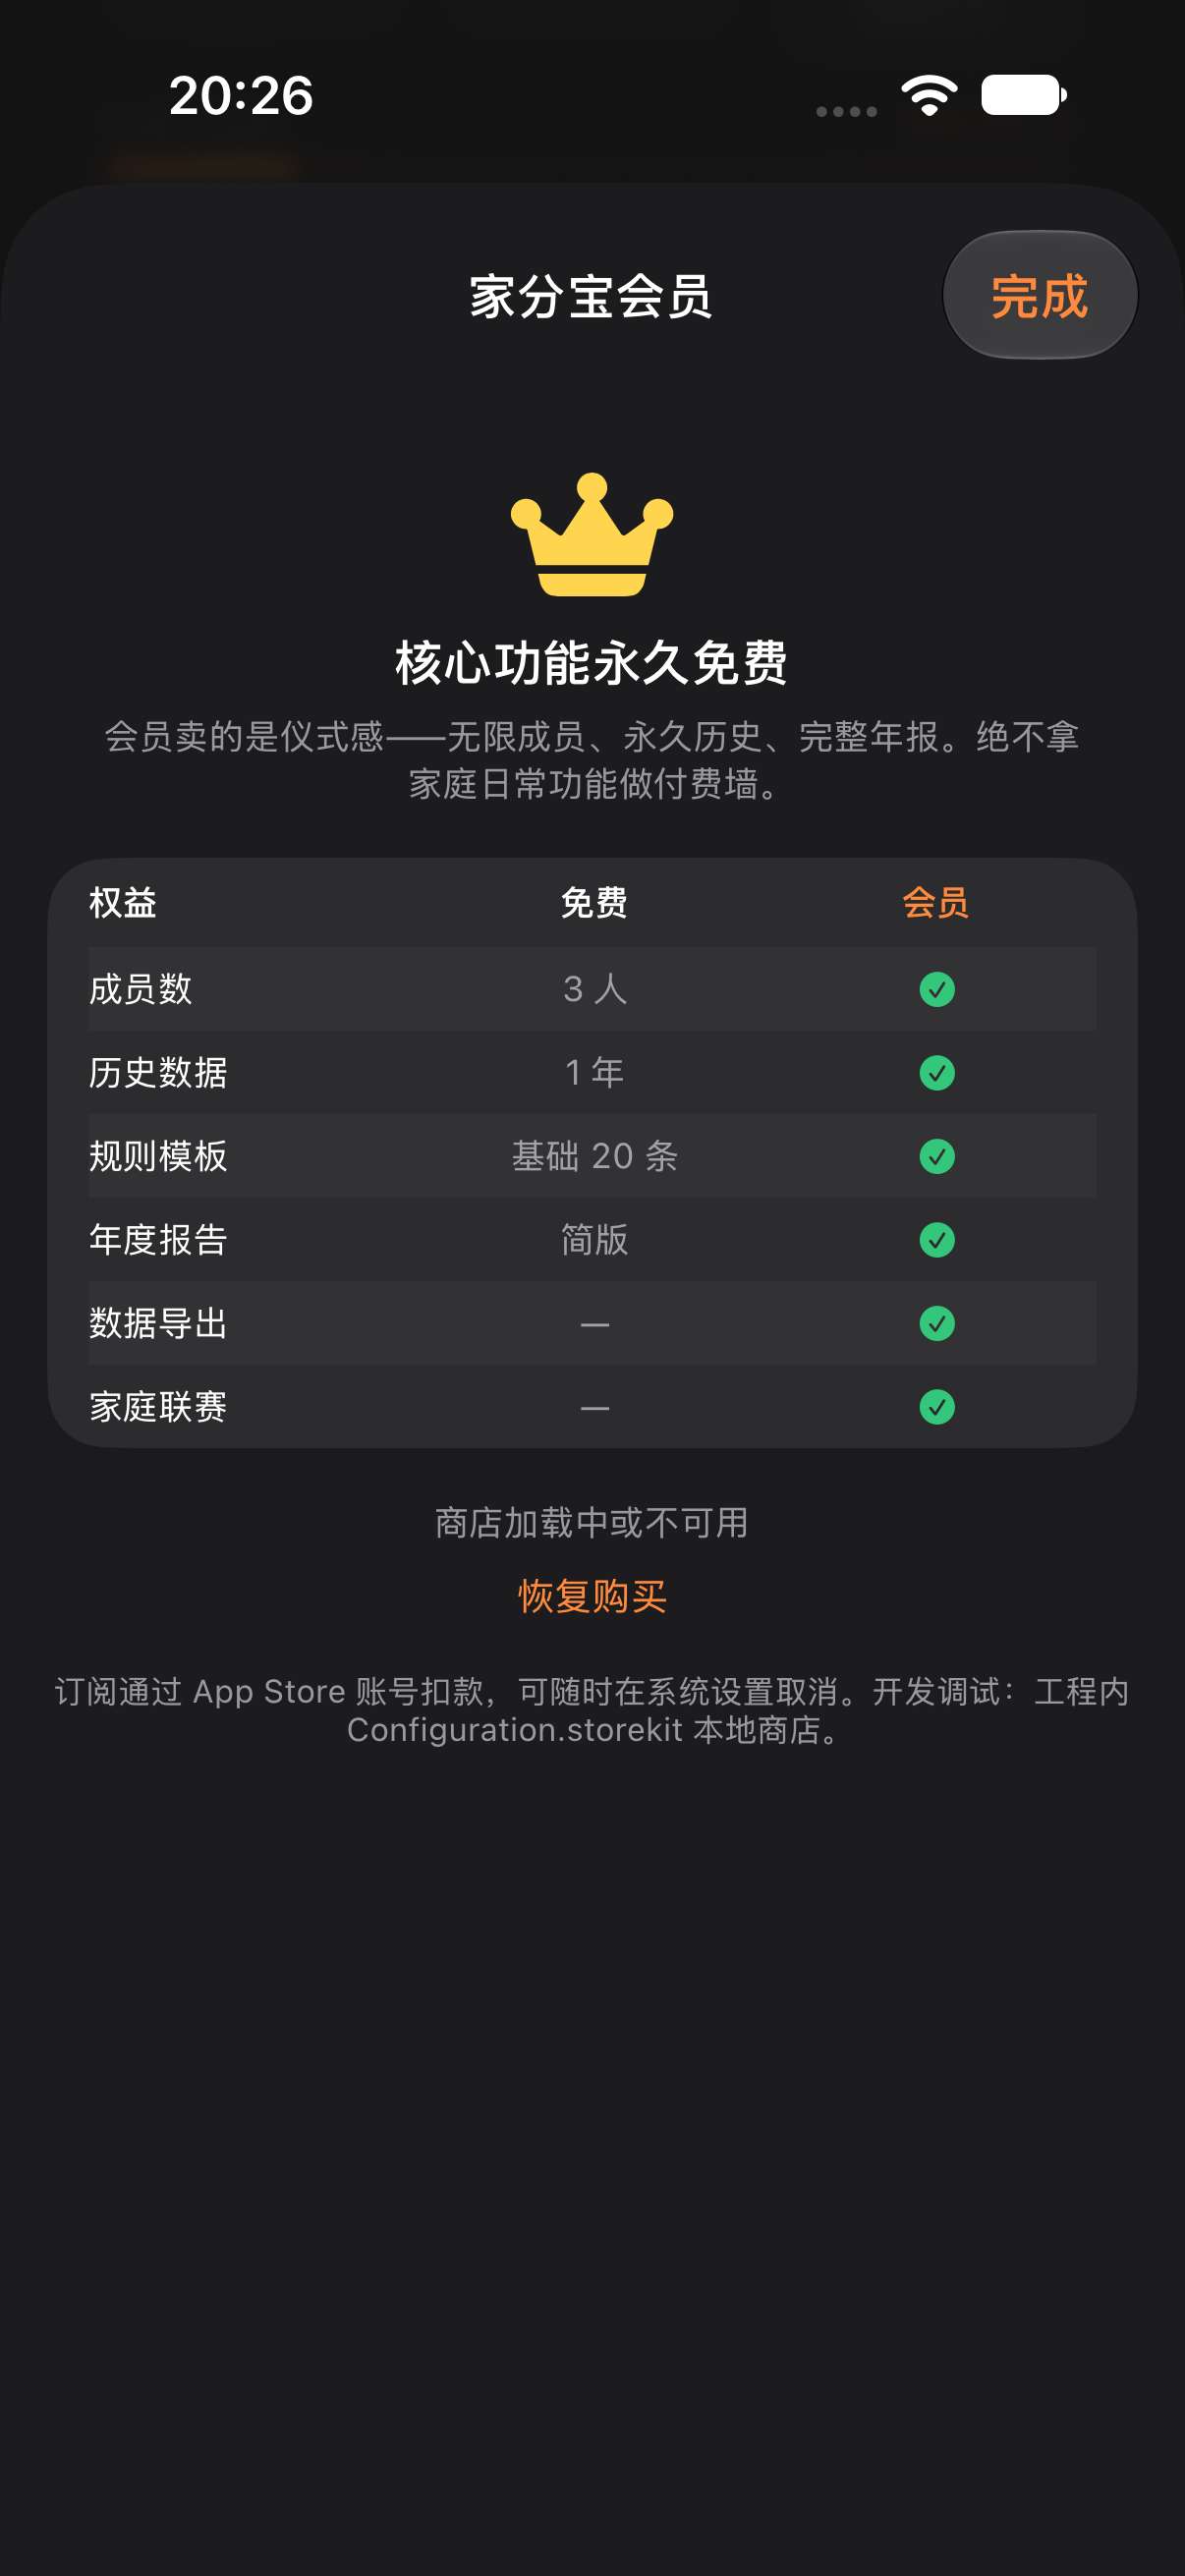 20:26
家分宝会员
完成
核心功能永久免费
会员卖的是仪式感——无限成员、永久历史、完整年报。绝不拿
家庭日常功能做付费墙。
权益 免费 会员
成员数 3 人
历史数据 1 年
规则模板 基础 20 条
年度报告 简版
数据导出 —
家庭联赛 —
商店加载中或不可用
恢复购买
订阅通过 App Store 账号扣款，可随时在系统设置取消。开发调试：工程内
Configuration.storekit 本地商店。